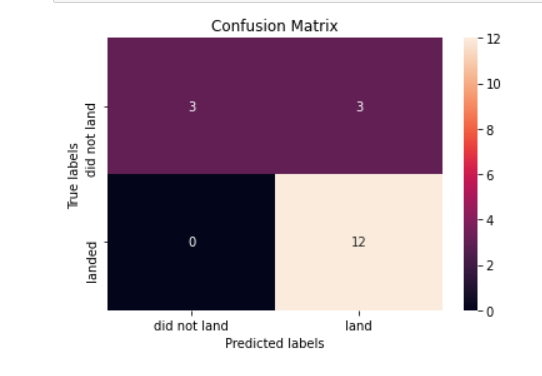 Confusion Matrix
True labels
did not land
landed
3
3
0
12
did not land
land
Predicted labels
12
10
8
6
4
2
0